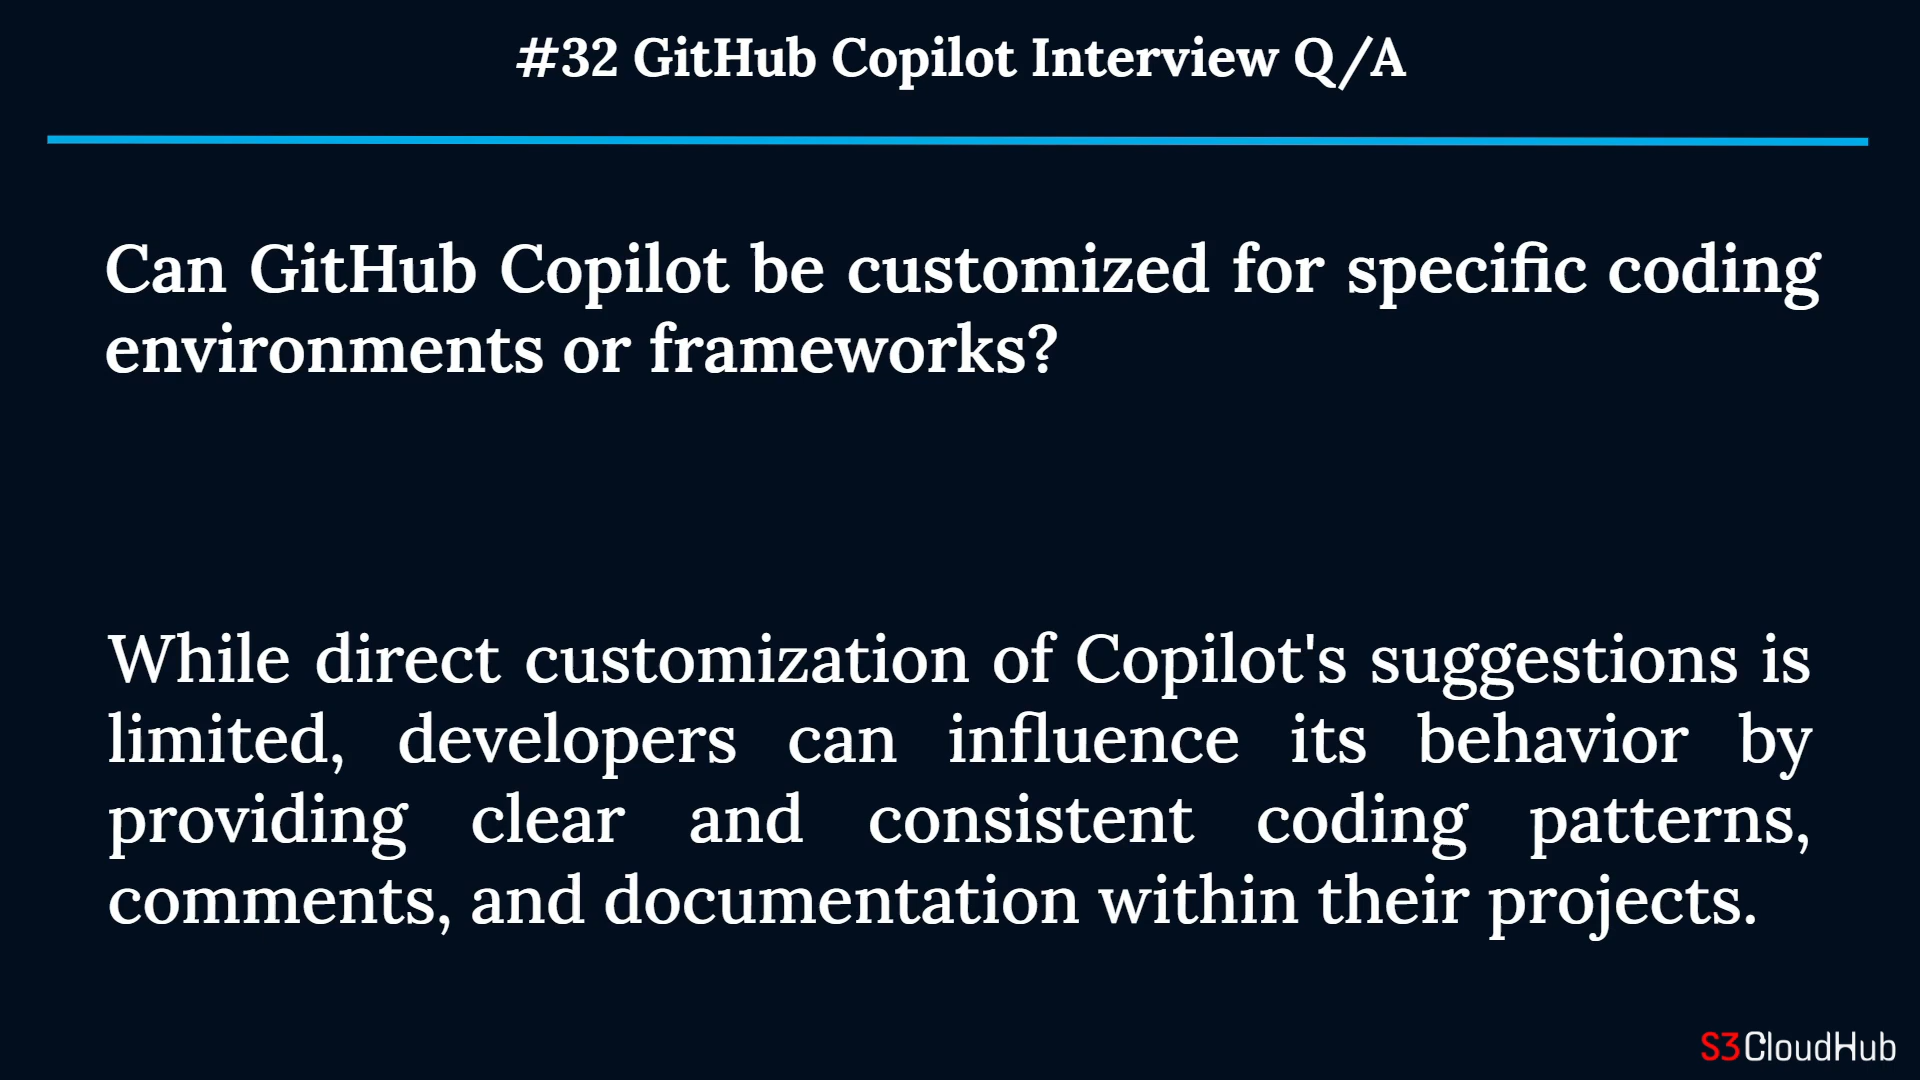 #32 GitHub Copilot Interview Q/A
Can GitHub Copilot be customized for specific coding
environments or frameworks?
While direct customization of Copilot's suggestions is
limited, developers can influence its behavior by
providing clear and consistent coding patterns,
comments, and documentation within their projects.
S3CloudHub